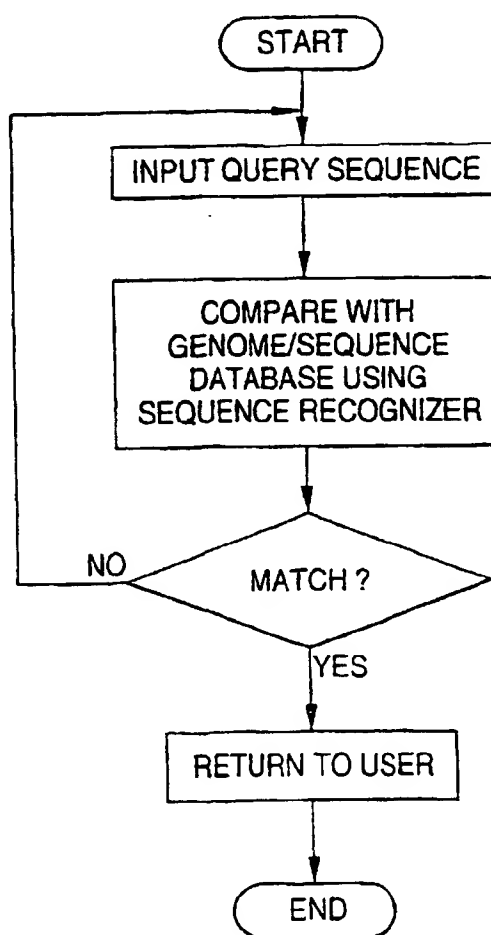 START
INPUT QUERY SEQUENCE
COMPARE WITH
GENOME/SEQUENCE
DATABASE USING
SEQUENCE RECOGNIZER
MATCH ?
NO
YES
RETURN TO USER
END